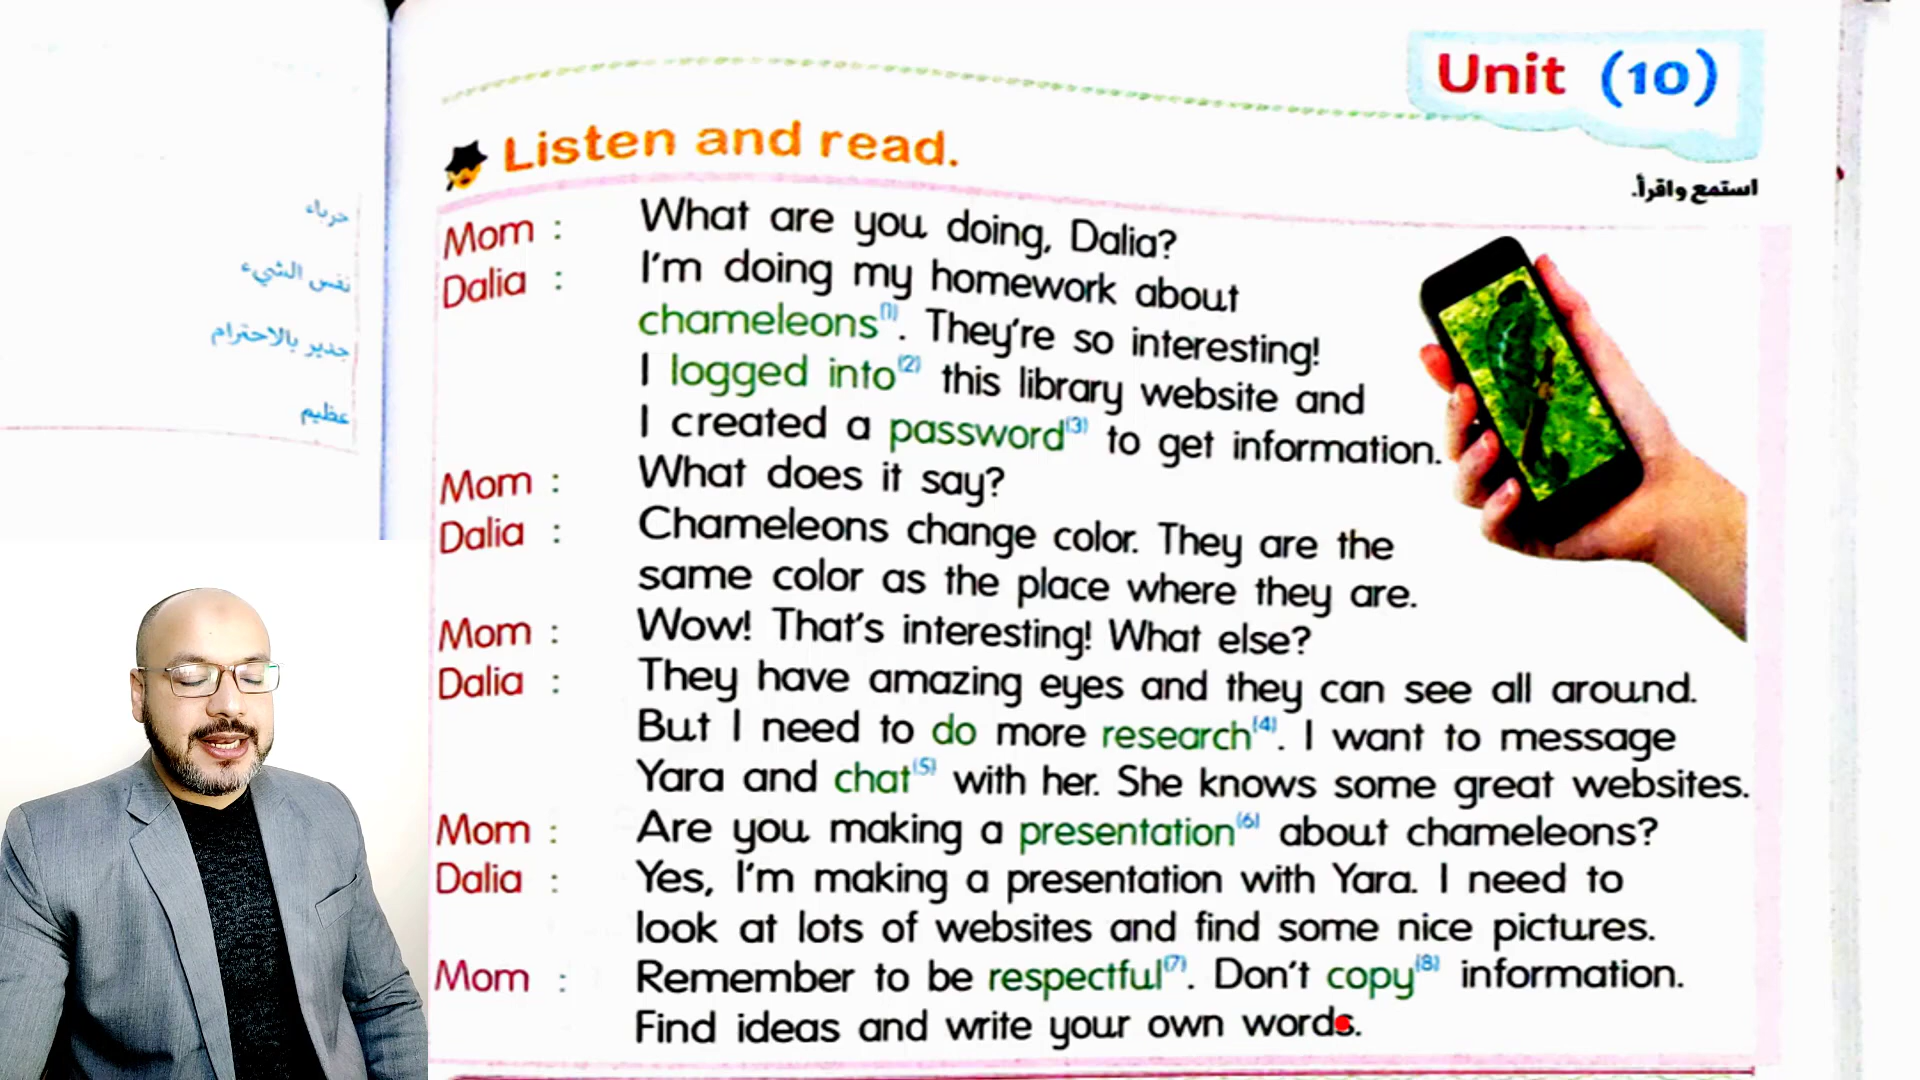 حرباء
نفس الشيء
جدير بالاحترام
عظيم
Unit (10)
Listen and read.
استمع واقرأ.
Mom : What are you doing, Dalia?
Dalia : I'm doing my homework about
chameleons(1). They're so interesting!
I logged into(2) this library website and
I created a password(3) to get information.
Mom : What does it say?
Dalia : Chameleons change color. They are the
same color as the place where they are.
Mom : Wow! That's interesting! What else?
Dalia : They have amazing eyes and they can see all around.
But I need to do more research(4). I want to message
Yara and chat(5) with her. She knows some great websites.
Mom : Are you making a presentation(6) about chameleons?
Dalia : Yes, I'm making a presentation with Yara. I need to
look at lots of websites and find some nice pictures.
Mom : Remember to be respectful(7). Don't copy(8) information.
Find ideas and write your own words.